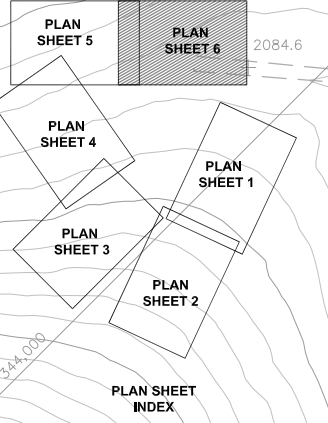 PLAN
SHEET 5
PLAN
SHEET 6
2084.6
PLAN
SHEET 4
PLAN
SHEET 1
PLAN
SHEET 3
PLAN
SHEET 2
344,000
PLAN SHEET
INDEX